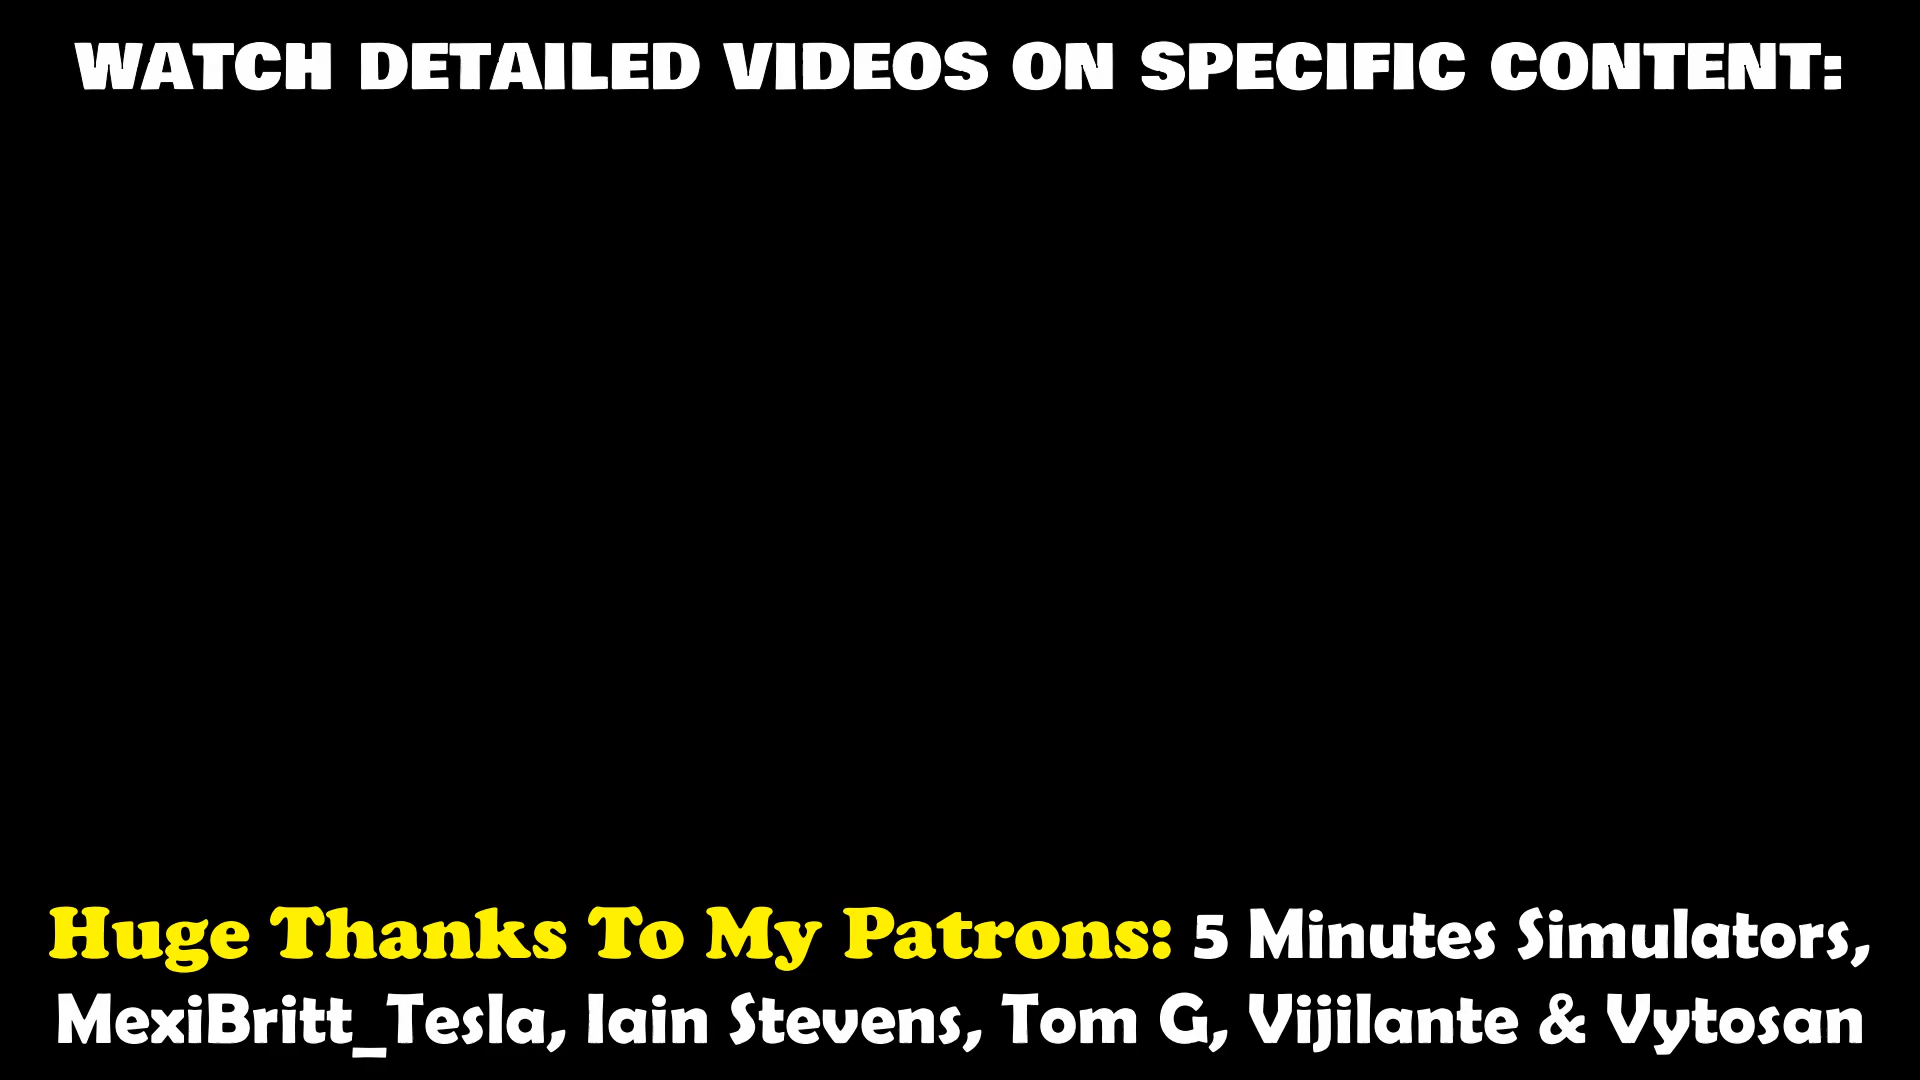 WATCH DETAILED VIDEOS ON SPECIFIC CONTENT:
Huge Thanks To My Patrons: 5 Minutes Simulators,
MexiBritt_Tesla, Iain Stevens, Tom G, Vijilante & Vytosan